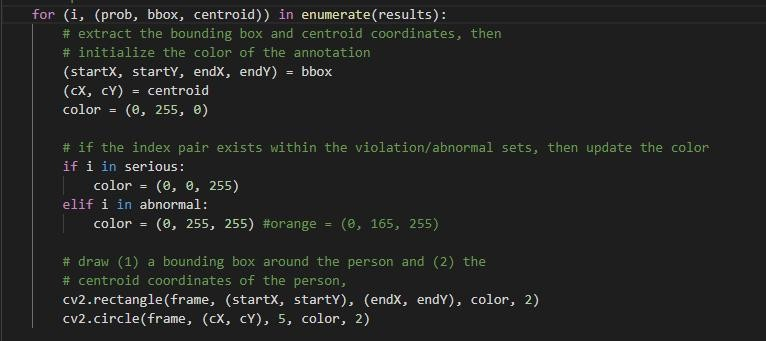 for (i, (prob, bbox, centroid)) in enumerate(results):
    # extract the bounding box and centroid coordinates, then
    # initialize the color of the annotation
    (startX, startY, endX, endY) = bbox
    (cX, cY) = centroid
    color = (0, 255, 0)

    # if the index pair exists within the violation/abnormal sets, then update the color
    if i in serious:
        color = (0, 0, 255)
    elif i in abnormal:
        color = (0, 255, 255) #orange = (0, 165, 255)

    # draw (1) a bounding box around the person and (2) the
    # centroid coordinates of the person,
    cv2.rectangle(frame, (startX, startY), (endX, endY), color, 2)
    cv2.circle(frame, (cX, cY), 5, color, 2)